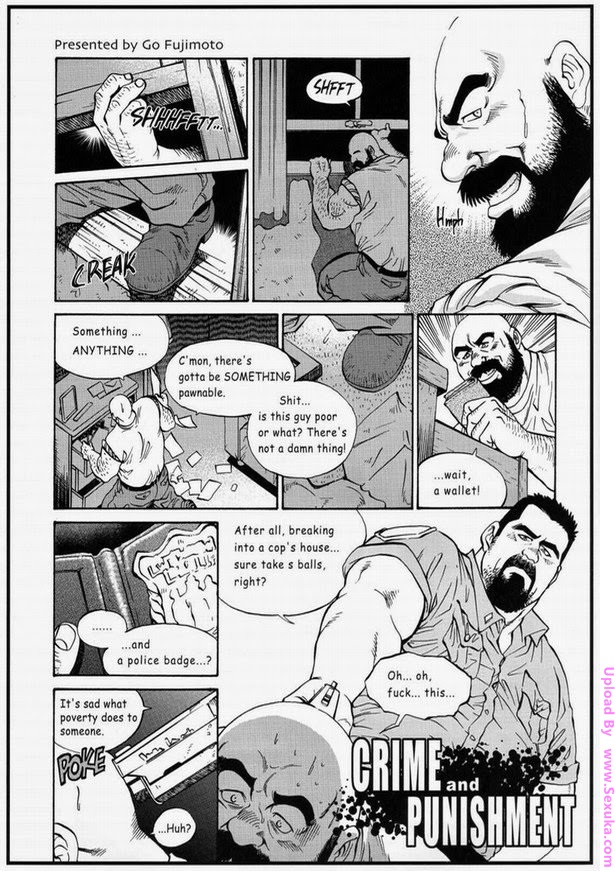 Presented by Go Fujimoto
SHHHFFTT...
SHFFT
Hmph
CREAK
Something ...
ANYTHING ...
C'mon, there's
gotta be SOMETHING
pawnable.
Shit...
is this guy poor
or what? There's
not a damn thing!
...wait,
a wallet!
......
...and
a police badge...?
After all, breaking
into a cop's house...
sure take s balls,
right?
Oh... oh,
fuck... this...
It's sad what
poverty does to
someone.
POKE
...Huh?
CRIME
and
PUNISHMENT
Upload By www.Sexuka.com